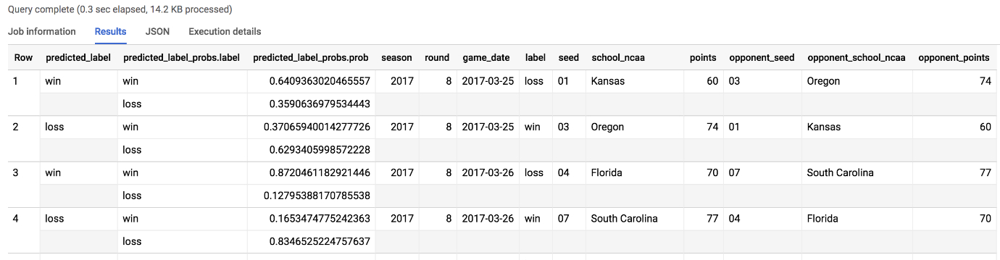 Query complete (0.3 sec elapsed, 14.2 KB processed)
Job information Results JSON Execution details
Row predicted_label predicted_label_probs.label predicted_label_probs.prob season round game_date label seed school_ncaa points opponent_seed opponent_school_ncaa opponent_points
1 win win 0.6409363020465557 2017 8 2017-03-25 loss 01 Kansas 60 03 Oregon 74
loss 0.3590636979534443
2 loss win 0.37065940014277726 2017 8 2017-03-25 win 03 Oregon 74 01 Kansas 60
loss 0.6293405998572228
3 win win 0.8720461182921446 2017 8 2017-03-26 loss 04 Florida 70 07 South Carolina 77
loss 0.12795388170785538
4 loss win 0.1653474775242363 2017 8 2017-03-26 win 07 South Carolina 77 04 Florida 70
loss 0.8346525224757637